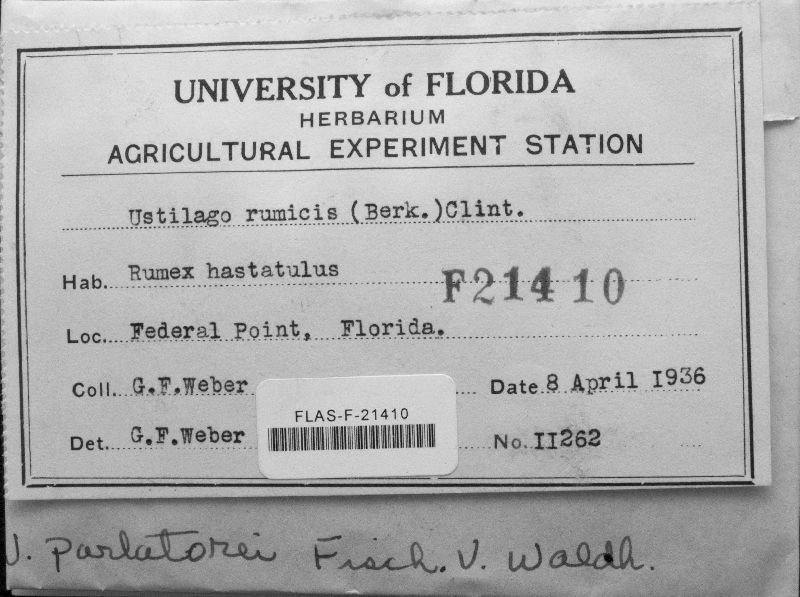 UNIVERSITY of FLORIDA
HERBARIUM
AGRICULTURAL EXPERIMENT STATION
Ustilago rumicis (Berk.)Clint.
Hab. Rumex hastatulus
F21410
Loc. Federal Point, Florida.
Coll. G.F.Weber
Date 8 April I936
FLAS-F-21410
Det. G.F.Weber
No. II262
U. Parlatorei Fisch. V. Waldh.